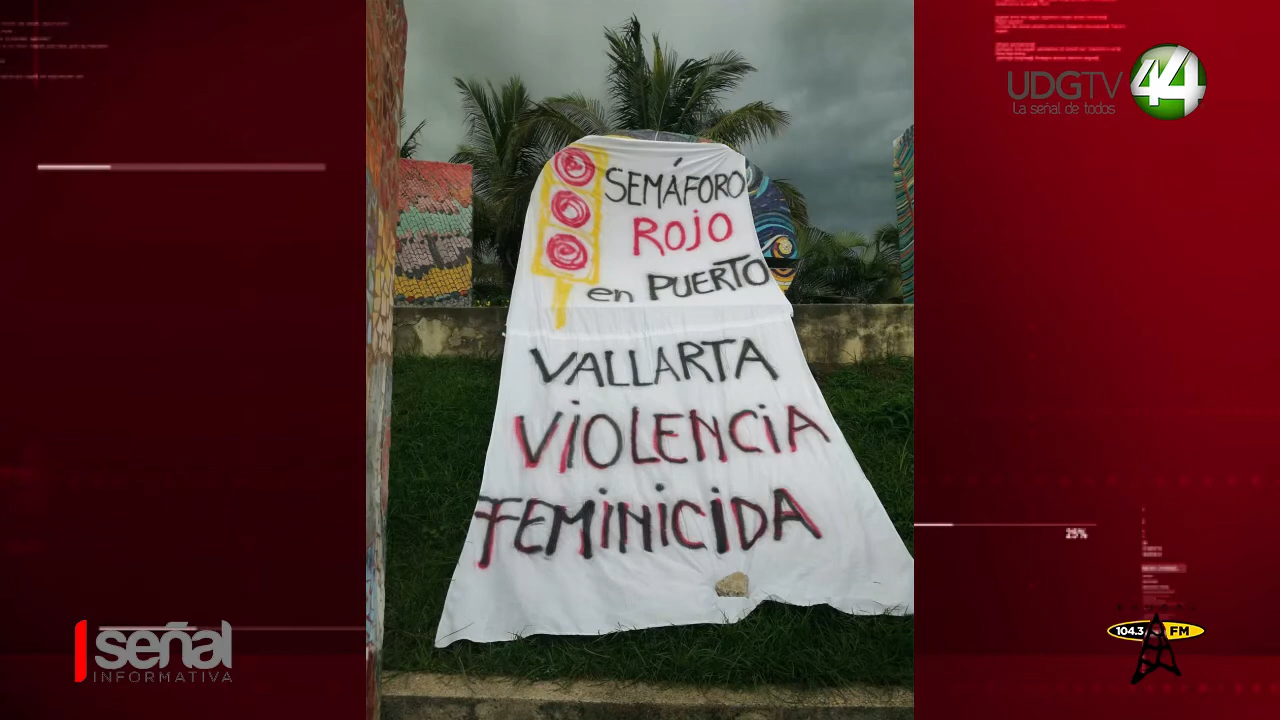 UDGTV 44
La señal de todos
SEMÁFORO
ROJO
en PUERTO
VALLARTA
VIOLENCIA
FEMINICIDA
25%
señal
INFORMATIVA
104.3 FM